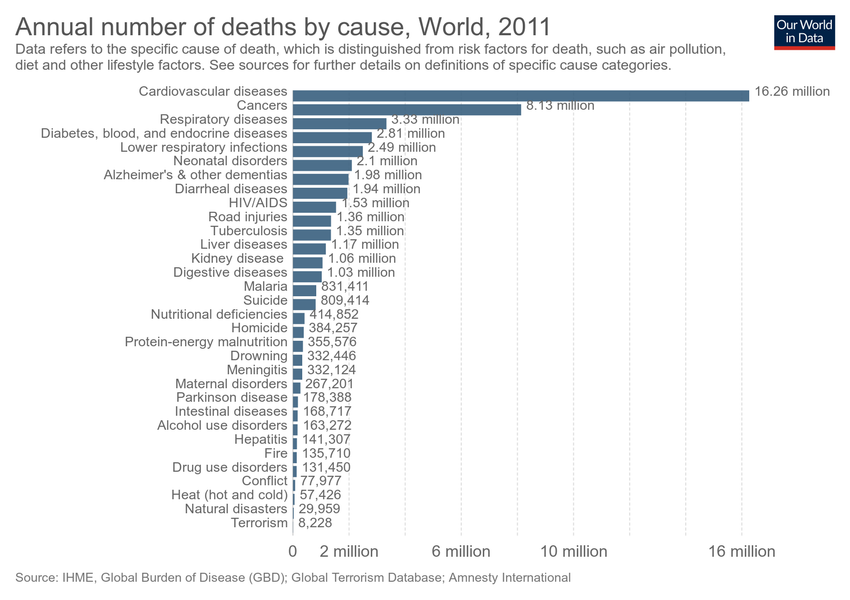 Annual number of deaths by cause, World, 2011
Our World
in Data
Data refers to the specific cause of death, which is distinguished from risk factors for death, such as air pollution,
diet and other lifestyle factors. See sources for further details on definitions of specific cause categories.
Cardiovascular diseases 16.26 million
Cancers 8.13 million
Respiratory diseases 3.33 million
Diabetes, blood, and endocrine diseases 2.81 million
Lower respiratory infections 2.49 million
Neonatal disorders 2.1 million
Alzheimer's & other dementias 1.98 million
Diarrheal diseases 1.94 million
HIV/AIDS 1.53 million
Road injuries 1.36 million
Tuberculosis 1.35 million
Liver diseases 1.17 million
Kidney disease 1.06 million
Digestive diseases 1.03 million
Malaria 831,411
Suicide 809,414
Nutritional deficiencies 414,852
Homicide 384,257
Protein-energy malnutrition 355,576
Drowning 332,446
Meningitis 332,124
Maternal disorders 267,201
Parkinson disease 178,388
Intestinal diseases 168,717
Alcohol use disorders 163,272
Hepatitis 141,307
Fire 135,710
Drug use disorders 131,450
Conflict 77,977
Heat (hot and cold) 57,426
Natural disasters 29,959
Terrorism 8,228
0 2 million 6 million 10 million 16 million
Source: IHME, Global Burden of Disease (GBD); Global Terrorism Database; Amnesty International